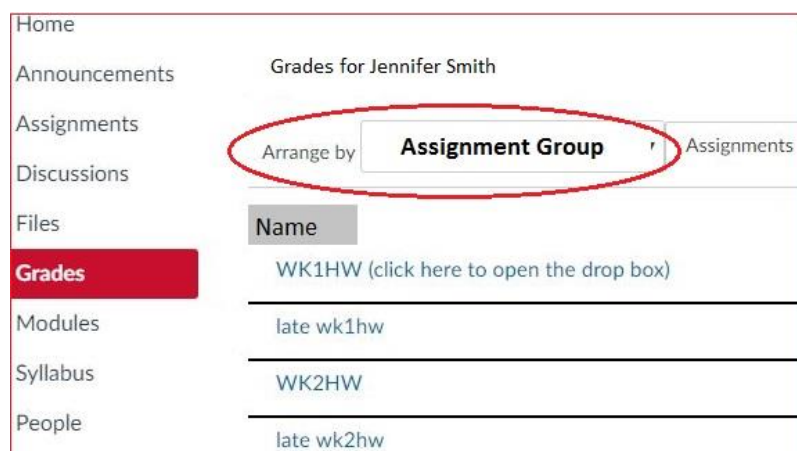 Home
Announcements
Assignments
Discussions
Files
Grades
Modules
Syllabus
People
Grades for Jennifer Smith
Arrange by Assignment Group Assignments
Name
WK1HW (click here to open the drop box)
late wk1hw
WK2HW
late wk2hw